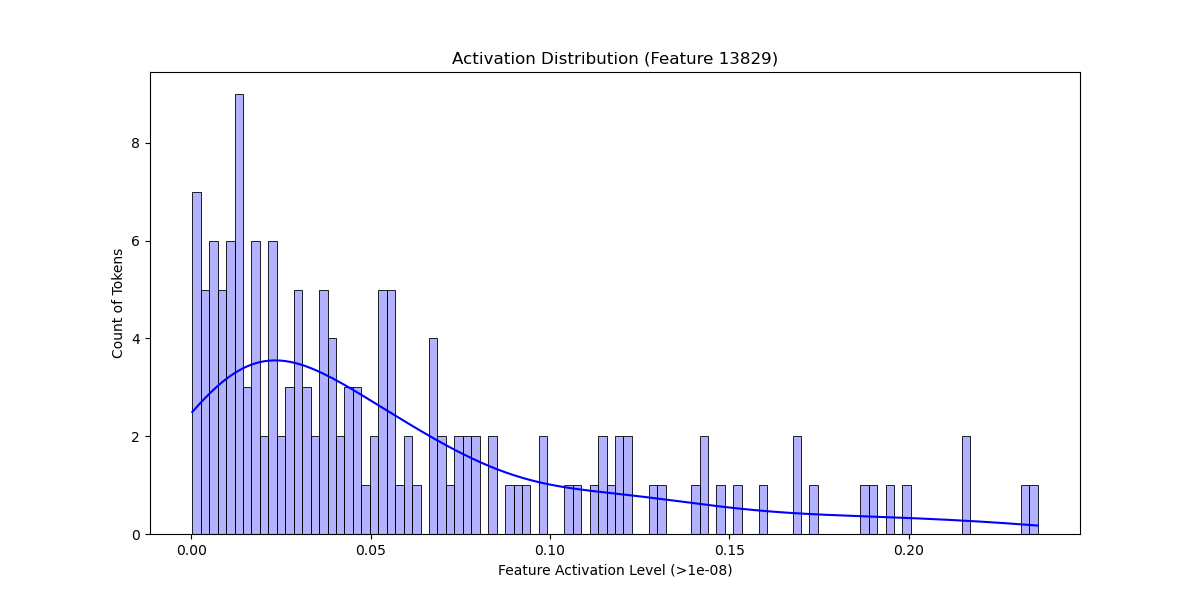 Activation Distribution (Feature 13829)
Count of Tokens
8
6
4
2
0
0.00 0.05 0.10 0.15 0.20
Feature Activation Level (>1e-08)